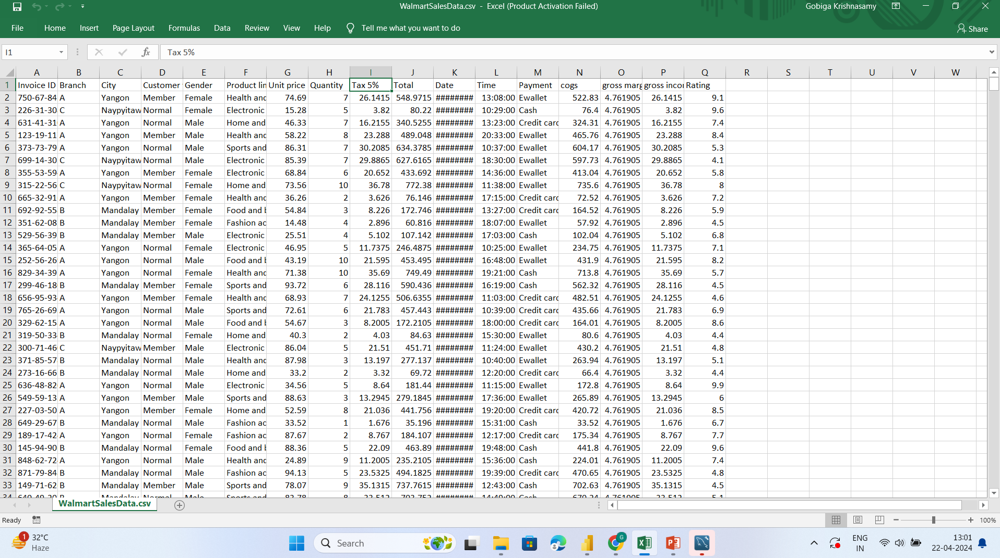 WalmartSalesData.csv - Excel (Product Activation Failed) Gobiga Krishnasamy
File Home Insert Page Layout Formulas Data Review View Help Tell me what you want to do Share
I1 fx Tax 5%
A B C D E F G H I J K L M N O P Q R S T U V W
1 Invoice ID Branch City Customer Gender Product lin Unit price Quantity Tax 5% Total Date Time Payment cogs gross marg gross incor Rating
2 750-67-84 A Yangon Member Female Health and 74.69 7 26.1415 548.9715 ######## 13:08:00 Ewallet 522.83 4.761905 26.1415 9.1
3 226-31-30 C Naypyitaw Normal Female Electronic 15.28 5 3.82 80.22 ######## 10:29:00 Cash 76.4 4.761905 3.82 9.6
4 631-41-31 A Yangon Normal Male Home and 46.33 7 16.2155 340.5255 ######## 13:23:00 Credit card 324.31 4.761905 16.2155 7.4
5 123-19-11 A Yangon Member Male Health and 58.22 8 23.288 489.048 ######## 20:33:00 Ewallet 465.76 4.761905 23.288 8.4
6 373-73-79 A Yangon Normal Male Sports and 86.31 7 30.2085 634.3785 ######## 10:37:00 Ewallet 604.17 4.761905 30.2085 5.3
7 699-14-30 C Naypyitaw Normal Male Electronic 85.39 7 29.8865 627.6165 ######## 18:30:00 Ewallet 597.73 4.761905 29.8865 4.1
8 355-53-59 A Yangon Member Female Electronic 68.84 6 20.652 433.692 ######## 14:36:00 Ewallet 413.04 4.761905 20.652 5.8
9 315-22-56 C Naypyitaw Normal Female Home and 73.56 10 36.78 772.38 ######## 11:38:00 Ewallet 735.6 4.761905 36.78 8
10 665-32-91 A Yangon Member Female Health and 36.26 2 3.626 76.146 ######## 17:15:00 Credit card 72.52 4.761905 3.626 7.2
11 692-92-55 B Mandalay Member Female Food and b 54.84 3 8.226 172.746 ######## 13:27:00 Credit card 164.52 4.761905 8.226 5.9
12 351-62-08 B Mandalay Member Female Fashion ac 14.48 4 2.896 60.816 ######## 18:07:00 Ewallet 57.92 4.761905 2.896 4.5
13 529-56-39 B Mandalay Member Male Electronic 25.51 4 5.102 107.142 ######## 17:03:00 Cash 102.04 4.761905 5.102 6.8
14 365-64-05 A Yangon Normal Female Electronic 46.95 5 11.7375 246.4875 ######## 10:25:00 Ewallet 234.75 4.761905 11.7375 7.1
15 252-56-26 A Yangon Normal Male Food and b 43.19 10 21.595 453.495 ######## 16:48:00 Ewallet 431.9 4.761905 21.595 8.2
16 829-34-39 A Yangon Normal Female Health and 71.38 10 35.69 749.49 ######## 19:21:00 Cash 713.8 4.761905 35.69 5.7
17 299-46-18 B Mandalay Member Female Sports and 93.72 6 28.116 590.436 ######## 16:19:00 Cash 562.32 4.761905 28.116 4.5
18 656-95-93 A Yangon Member Female Health and 68.93 7 24.1255 506.6355 ######## 11:03:00 Credit card 482.51 4.761905 24.1255 4.6
19 765-26-69 A Yangon Normal Male Sports and 72.61 6 21.783 457.443 ######## 10:39:00 Credit card 435.66 4.761905 21.783 6.9
20 329-62-15 A Yangon Normal Male Food and b 54.67 3 8.2005 172.2105 ######## 18:00:00 Credit card 164.01 4.761905 8.2005 8.6
21 319-50-33 B Mandalay Normal Female Home and 40.3 2 4.03 84.63 ######## 15:30:00 Ewallet 80.6 4.761905 4.03 4.4
22 300-71-46 C Naypyitaw Member Male Electronic 86.04 5 21.51 451.71 ######## 11:24:00 Ewallet 430.2 4.761905 21.51 4.8
23 371-85-57 B Mandalay Normal Male Health and 87.98 3 13.197 277.137 ######## 10:40:00 Ewallet 263.94 4.761905 13.197 5.1
24 273-16-66 B Mandalay Normal Male Home and 33.2 2 3.32 69.72 ######## 12:20:00 Credit card 66.4 4.761905 3.32 4.4
25 636-48-82 A Yangon Normal Male Electronic 34.56 5 8.64 181.44 ######## 11:15:00 Ewallet 172.8 4.761905 8.64 9.9
26 549-59-13 A Yangon Member Male Sports and 88.63 3 13.2945 279.1845 ######## 17:36:00 Ewallet 265.89 4.761905 13.2945 6
27 227-03-50 A Yangon Member Female Home and 52.59 8 21.036 441.756 ######## 19:20:00 Credit card 420.72 4.761905 21.036 8.5
28 649-29-67 B Mandalay Normal Male Fashion ac 33.52 1 1.676 35.196 ######## 15:31:00 Cash 33.52 4.761905 1.676 6.7
29 189-17-42 A Yangon Normal Female Fashion ac 87.67 2 8.767 184.107 ######## 12:17:00 Credit card 175.34 4.761905 8.767 7.7
30 145-94-90 B Mandalay Normal Female Food and b 88.36 5 22.09 463.89 ######## 19:48:00 Cash 441.8 4.761905 22.09 9.6
31 848-62-72 A Yangon Normal Male Health and 24.89 9 11.2005 235.2105 ######## 15:36:00 Cash 224.01 4.761905 11.2005 7.4
32 871-79-84 B Mandalay Normal Male Fashion ac 94.13 5 23.5325 494.1825 ######## 19:39:00 Credit card 470.65 4.761905 23.5325 4.8
33 149-71-62 B Mandalay Member Male Sports and 78.07 9 35.1315 737.7615 ######## 12:43:00 Cash 702.63 4.761905 35.1315 4.5
WalmartSalesData.csv
Ready 100%
1 32°C Search ENG 13:01
Haze IN 22-04-2024